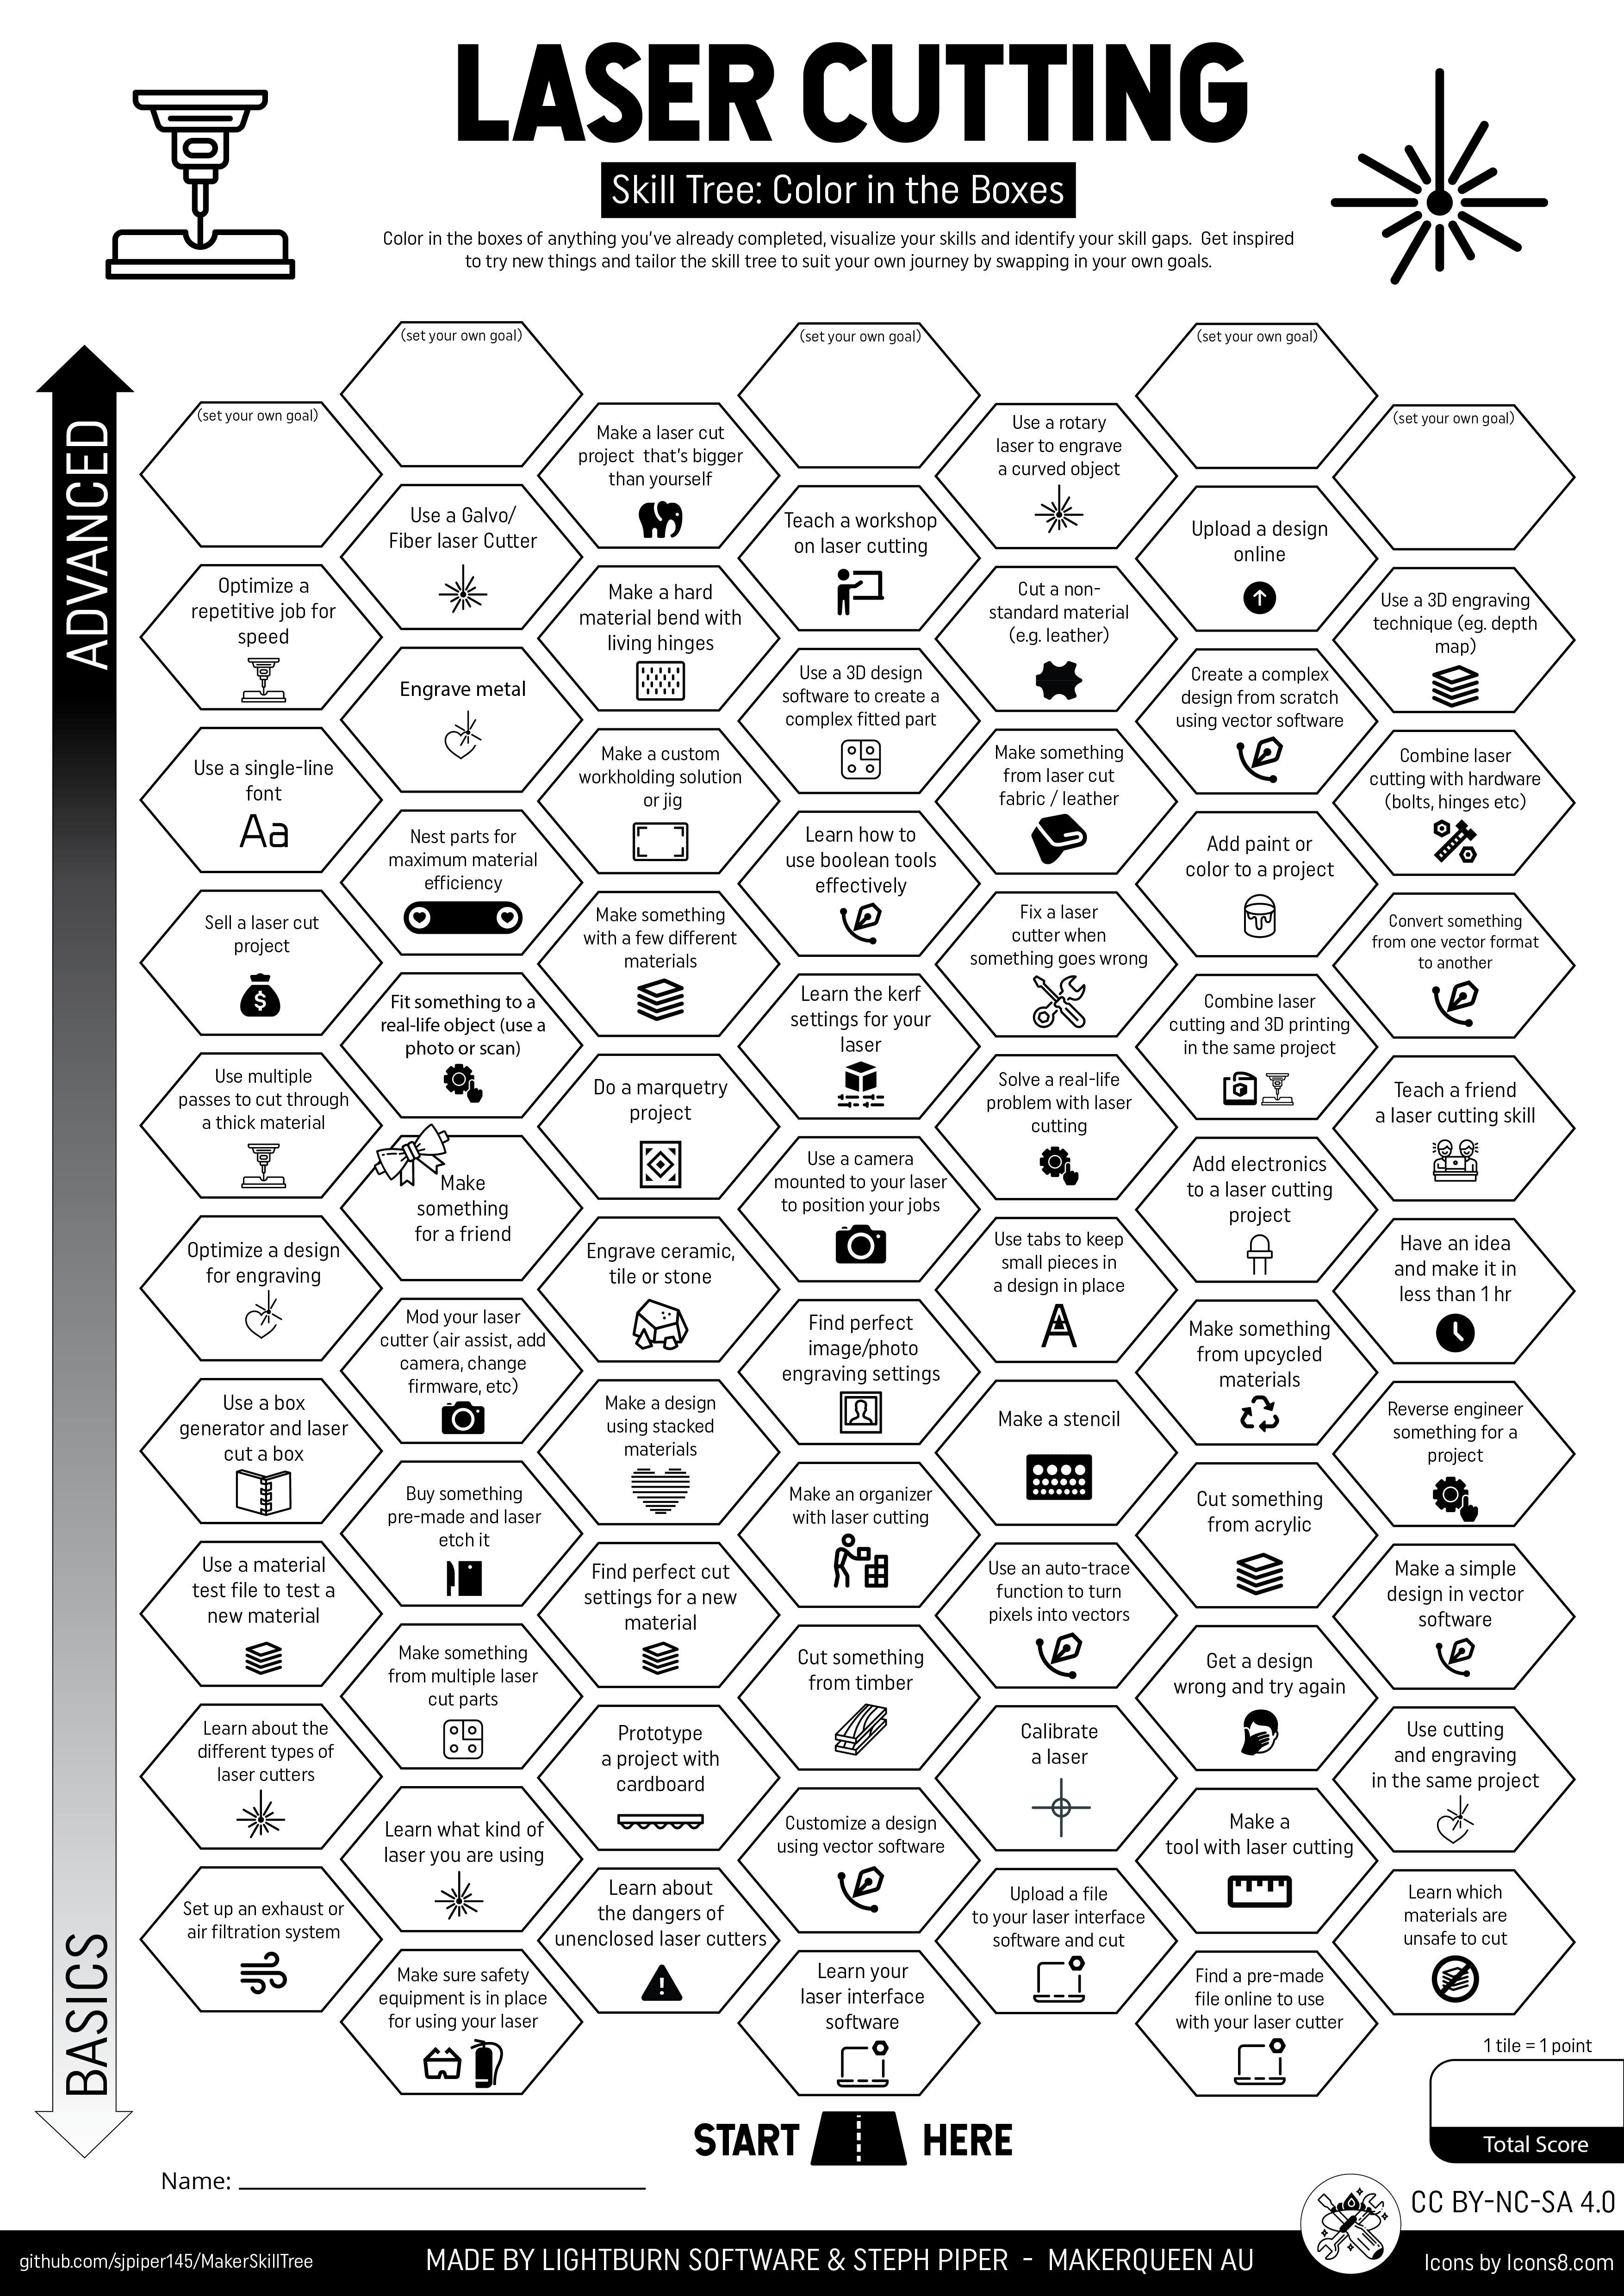 LASER CUTTING
Skill Tree: Color in the Boxes
Color in the boxes of anything you've already completed, visualize your skills and identify your skill gaps. Get inspired
to try new things and tailor the skill tree to suit your own journey by swapping in your own goals.
ADVANCED
BASICS
(set your own goal)
Optimize a
repetitive job for
speed
Use a single-line
font
Aa
Sell a laser cut
project
$
Use multiple
passes to cut through
a thick material
Optimize a design
for engraving
Use a box
generator and laser
cut a box
Use a material
test file to test a
new material
Learn about the
different types of
laser cutters
Set up an exhaust or
air filtration system
(set your own goal)
Use a Galvo/
Fiber laser Cutter
Engrave metal
Nest parts for
maximum material
efficiency
Fit something to a
real-life object (use a
photo or scan)
Make
something
for a friend
Mod your laser
cutter (air assist, add
camera, change
firmware, etc)
Buy something
pre-made and laser
etch it
Make something
from multiple laser
cut parts
Learn what kind of
laser you are using
Make sure safety
equipment is in place
for using your laser
Make a laser cut
project that's bigger
than yourself
Make a hard
material bend with
living hinges
Make a custom
workholding solution
or jig
Make something
with a few different
materials
Do a marquetry
project
Engrave ceramic,
tile or stone
Make a design
using stacked
materials
Find perfect cut
settings for a new
material
Prototype
a project with
cardboard
Learn about
the dangers of
unenclosed laser cutters
!
(set your own goal)
Teach a workshop
on laser cutting
Use a 3D design
software to create a
complex fitted part
Learn how to
use boolean tools
effectively
Learn the kerf
settings for your
laser
Use a camera
mounted to your laser
to position your jobs
Find perfect
image/photo
engraving settings
Make an organizer
with laser cutting
Cut something
from timber
Customize a design
using vector software
Learn your
laser interface
software
Use a rotary
laser to engrave
a curved object
Cut a non-
standard material
(e.g. leather)
Make something
from laser cut
fabric / leather
Fix a laser
cutter when
something goes wrong
Solve a real-life
problem with laser
cutting
Use tabs to keep
small pieces in
a design in place
A
Make a stencil
Use an auto-trace
function to turn
pixels into vectors
Calibrate
a laser
Upload a file
to your laser interface
software and cut
(set your own goal)
Upload a design
online
Create a complex
design from scratch
using vector software
Add paint or
color to a project
Combine laser
cutting and 3D printing
in the same project
Add electronics
to a laser cutting
project
Make something
from upcycled
materials
Cut something
from acrylic
Get a design
wrong and try again
Make a
tool with laser cutting
Find a pre-made
file online to use
with your laser cutter
(set your own goal)
Use a 3D engraving
technique (eg. depth
map)
Combine laser
cutting with hardware
(bolts, hinges etc)
Convert something
from one vector format
to another
Teach a friend
a laser cutting skill
Have an idea
and make it in
less than 1 hr
Reverse engineer
something for a
project
Make a simple
design in vector
software
Use cutting
and engraving
in the same project
Learn which
materials are
unsafe to cut
1 tile = 1 point
Total Score
START HERE
Name:
CC BY-NC-SA 4.0
github.com/sjpiper145/MakerSkillTree
MADE BY LIGHTBURN SOFTWARE & STEPH PIPER - MAKERQUEEN AU
Icons by Icons8.com